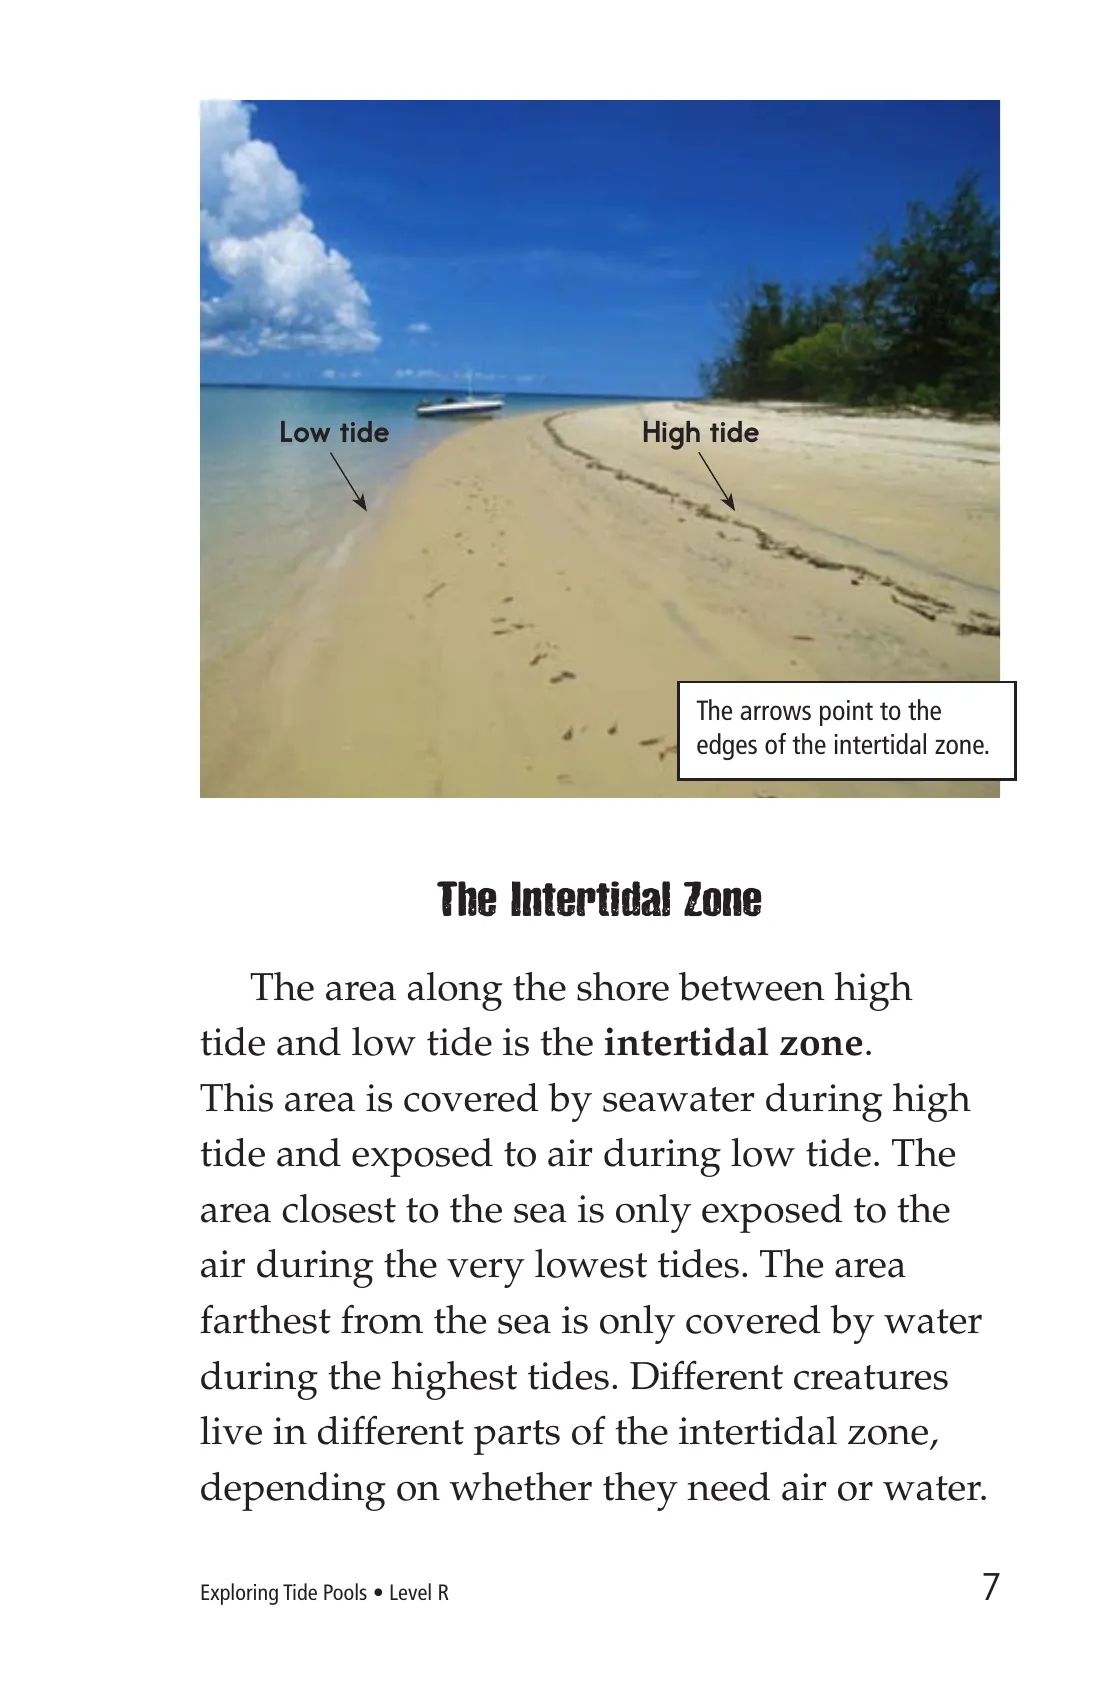 Low tide
High tide
The arrows point to the
edges of the intertidal zone.
The Intertidal Zone
The area along the shore between high
tide and low tide is the intertidal zone.
This area is covered by seawater during high
tide and exposed to air during low tide. The
area closest to the sea is only exposed to the
air during the very lowest tides. The area
farthest from the sea is only covered by water
during the highest tides. Different creatures
live in different parts of the intertidal zone,
depending on whether they need air or water.
Exploring Tide Pools • Level R
7